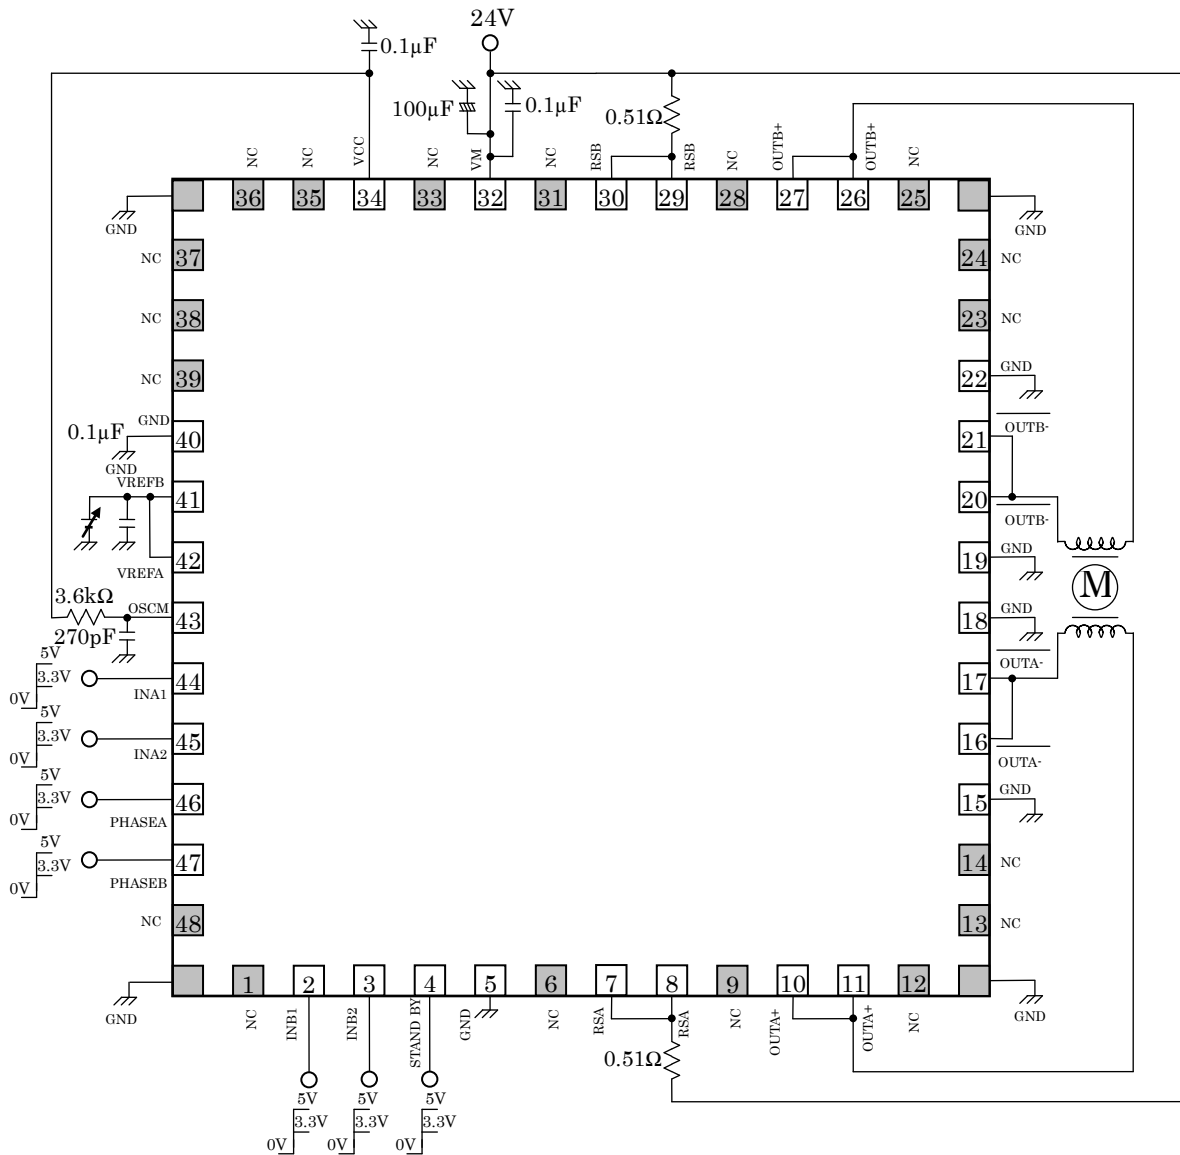 24V
0.1µF
100µF
0.1µF
0.51Ω
NC
NC
VCC
NC
VM
NC
RSB
RSB
NC
OUTB+
OUTB+
NC
36
35
34
33
32
31
30
29
28
27
26
25
GND
GND
NC
37
24
NC
NC
38
23
NC
NC
39
22
GND
GND
0.1µF
40
21
OUTB-
GND
VREFB
41
20
OUTB-
42
19
GND
VREFA
M
3.6kΩ
OSCM
43
18
GND
270pF
5V
3.3V
0V
INA1
44
17
OUTA-
5V
3.3V
0V
INA2
45
16
OUTA-
5V
3.3V
0V
PHASEA
46
15
GND
5V
3.3V
0V
PHASEB
47
14
NC
NC
48
13
NC
1
2
3
4
5
6
7
8
9
10
11
12
GND
GND
NC
INB1
INB2
STAND BY
GND
NC
RSA
RSA
NC
OUTA+
OUTA+
NC
0.51Ω
5V
3.3V
0V
5V
3.3V
0V
5V
3.3V
0V